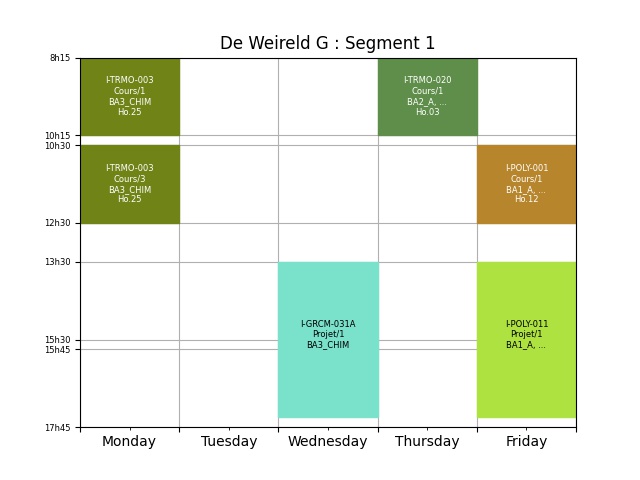 De Weireld G : Segment 1
8h15
10h15
10h30
12h30
13h30
15h30
15h45
17h45
I-TRMO-003
Cours/1
BA3_CHIM
Ho.25
I-TRMO-003
Cours/3
BA3_CHIM
Ho.25
I-GRCM-031A
Projet/1
BA3_CHIM
I-TRMO-020
Cours/1
BA2_A, ...
Ho.03
I-POLY-001
Cours/1
BA1_A, ...
Ho.12
I-POLY-011
Projet/1
BA1_A, ...
Monday
Tuesday
Wednesday
Thursday
Friday